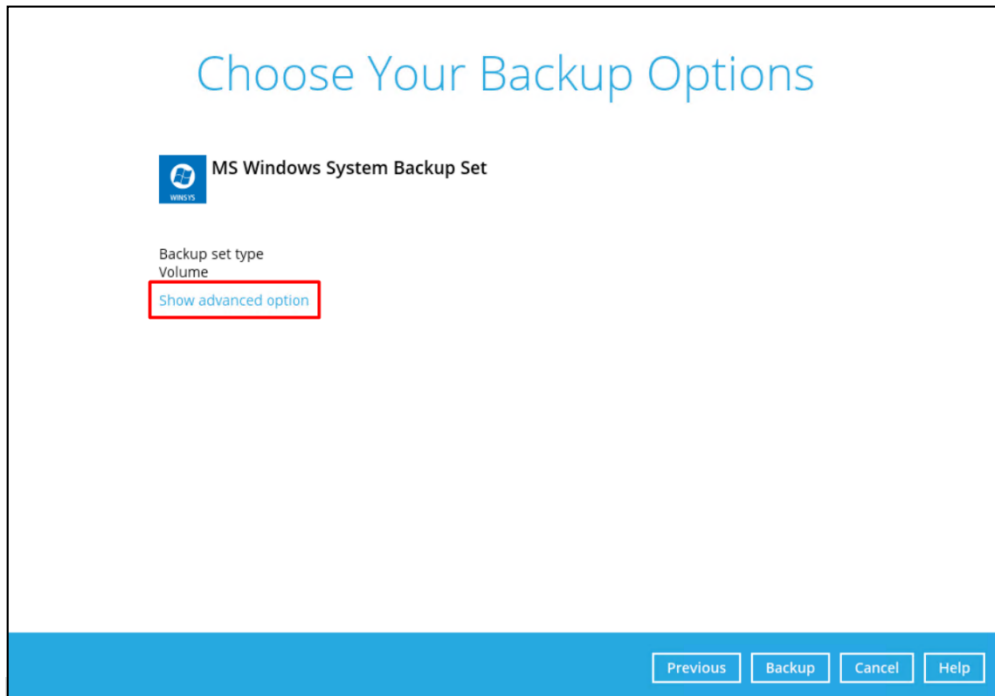 Choose Your Backup Options
MS Windows System Backup Set
WINSYS
Backup set type
Volume
Show advanced option
Previous Backup Cancel Help